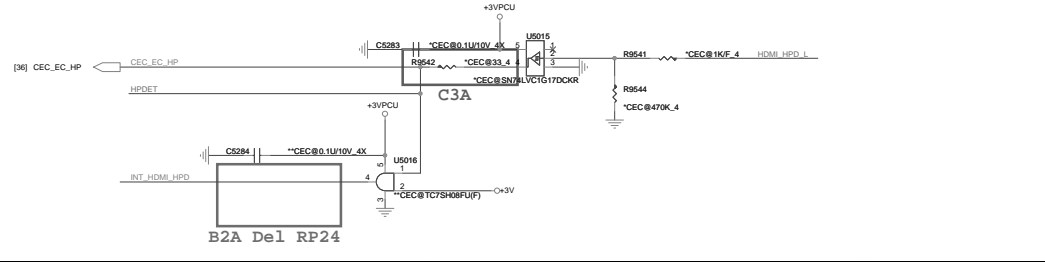 +3VPCU
C5283
*CEC@0.1U/10V_4X
5
U5015
1
2
3
4
R9541
*CEC@1K/F_4
HDMI_HPD_L
[36] CEC_EC_HP
CEC_EC_HP
R9542
*CEC@33_4
*CEC@SN74LVC1G17DCKR
R9544
*CEC@470K_4
HPDET
C3A
+3VPCU
C5284
**CEC@0.1U/10V_4X
5
U5016
1
INT_HDMI_HPD
4
2
+3V
3
**CEC@TC7SH08FU(F)
B2A Del RP24